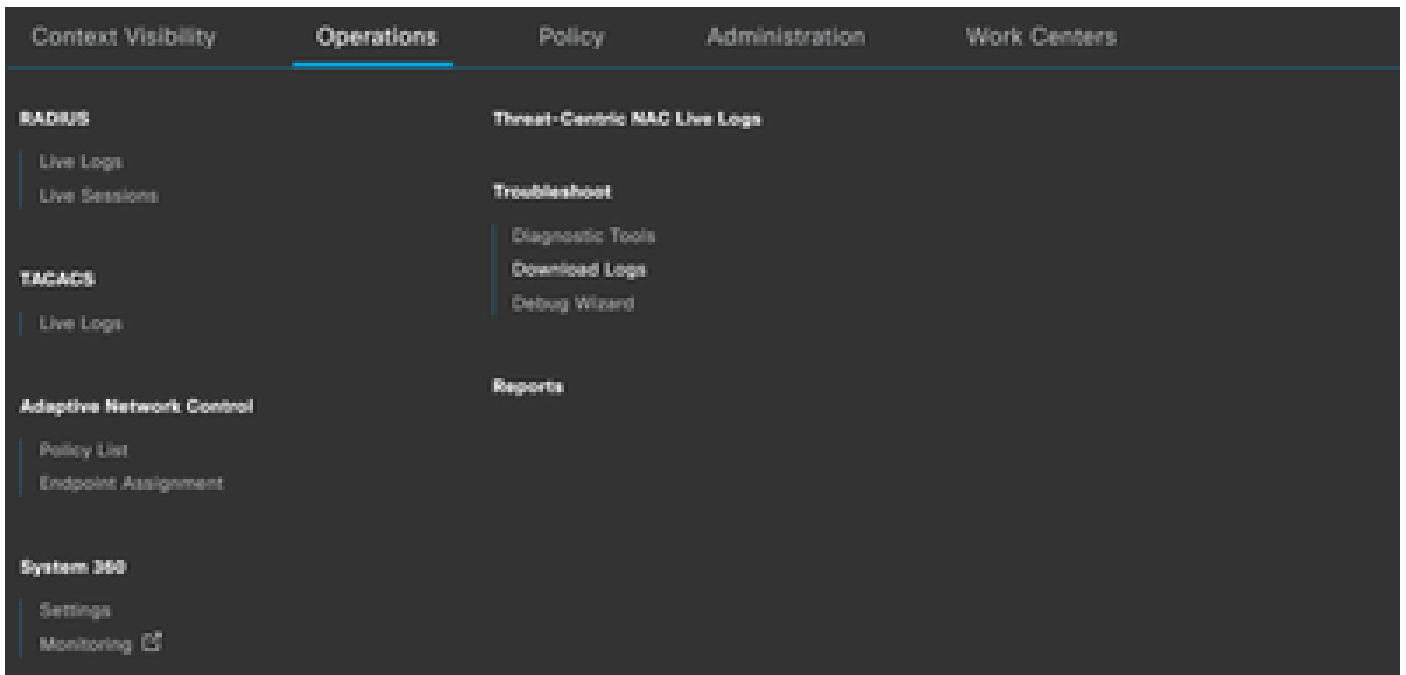 Context Visibility Operations Policy Administration Work Centers
RADIUS
Live Logs
Live Sessions
TACACS
Live Logs
Adaptive Network Control
Policy List
Endpoint Assignment
System 360
Settings
Monitoring
Threat-Centric NAC Live Logs
Troubleshoot
Diagnostic Tools
Download Logs
Debug Wizard
Reports